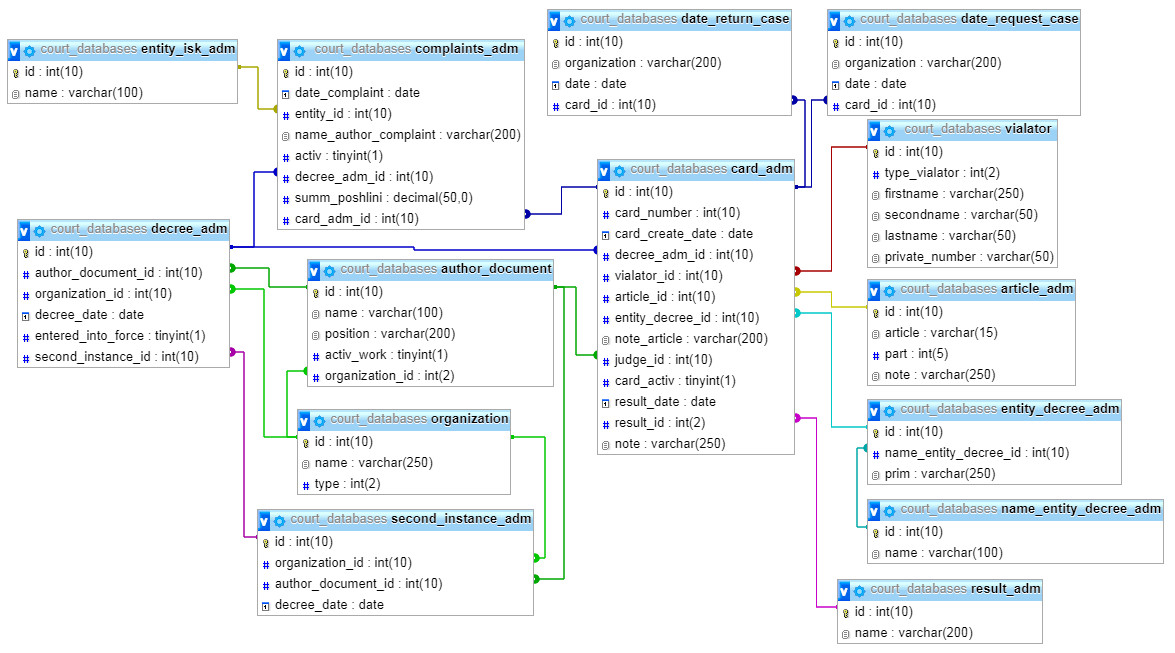 court_databases entity_isk_adm
id : int(10)
name : varchar(100)
court_databases complaints_adm
id : int(10)
date_complaint : date
entity_id : int(10)
name_author_complaint : varchar(200)
activ : tinyint(1)
decree_adm_id : int(10)
summ_poshlini : decimal(50,0)
card_adm_id : int(10)
court_databases date_return_case
id : int(10)
organization : varchar(200)
date : date
card_id : int(10)
court_databases date_request_case
id : int(10)
organization : varchar(200)
date : date
card_id : int(10)
court_databases vialator
id : int(10)
type_vialator : int(2)
firstname : varchar(250)
secondname : varchar(50)
lastname : varchar(50)
private_number : varchar(50)
court_databases card_adm
id : int(10)
card_number : int(10)
card_create_date : date
decree_adm_id : int(10)
vialator_id : int(10)
article_id : int(10)
entity_decree_id : int(10)
note_article : varchar(200)
judge_id : int(10)
card_activ : tinyint(1)
result_date : date
result_id : int(2)
note : varchar(250)
court_databases decree_adm
id : int(10)
author_document_id : int(10)
organization_id : int(10)
decree_date : date
entered_into_force : tinyint(1)
second_instance_id : int(10)
court_databases author_document
id : int(10)
name : varchar(100)
position : varchar(200)
activ_work : tinyint(1)
organization_id : int(2)
court_databases article_adm
id : int(10)
article : varchar(15)
part : int(5)
note : varchar(250)
court_databases organization
id : int(10)
name : varchar(250)
type : int(2)
court_databases entity_decree_adm
id : int(10)
name_entity_decree_id : int(10)
prim : varchar(250)
court_databases second_instance_adm
id : int(10)
organization_id : int(10)
author_document_id : int(10)
decree_date : date
court_databases name_entity_decree_adm
id : int(10)
name : varchar(100)
court_databases result_adm
id : int(10)
name : varchar(200)